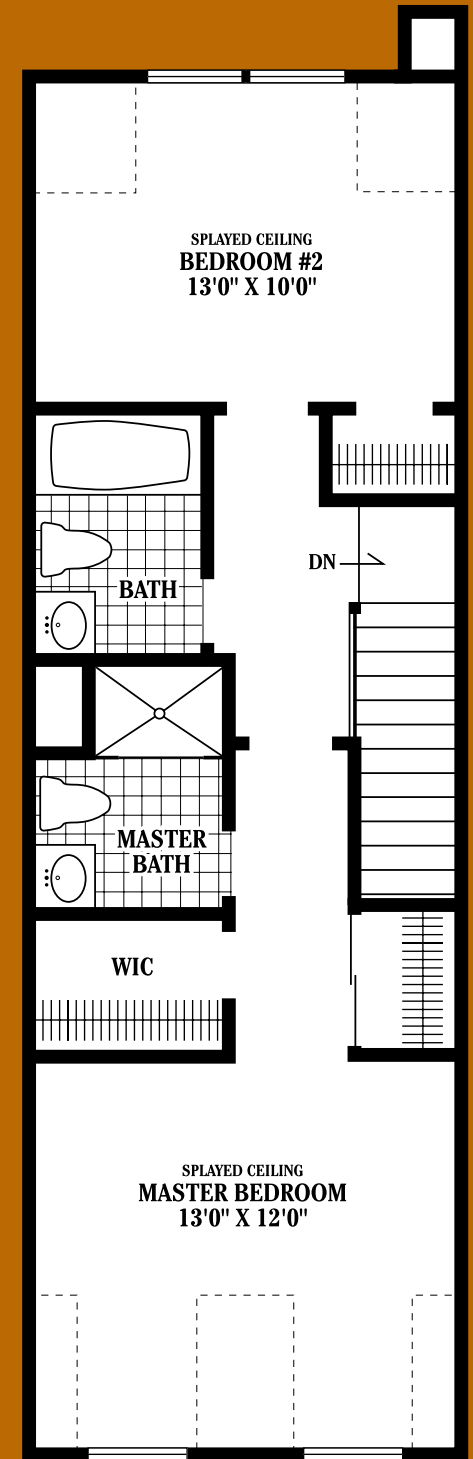 SPLAYED CEILING
BEDROOM #2
13'0" X 10'0"
DN
BATH
MASTER
BATH
WIC
SPLAYED CEILING
MASTER BEDROOM
13'0" X 12'0"